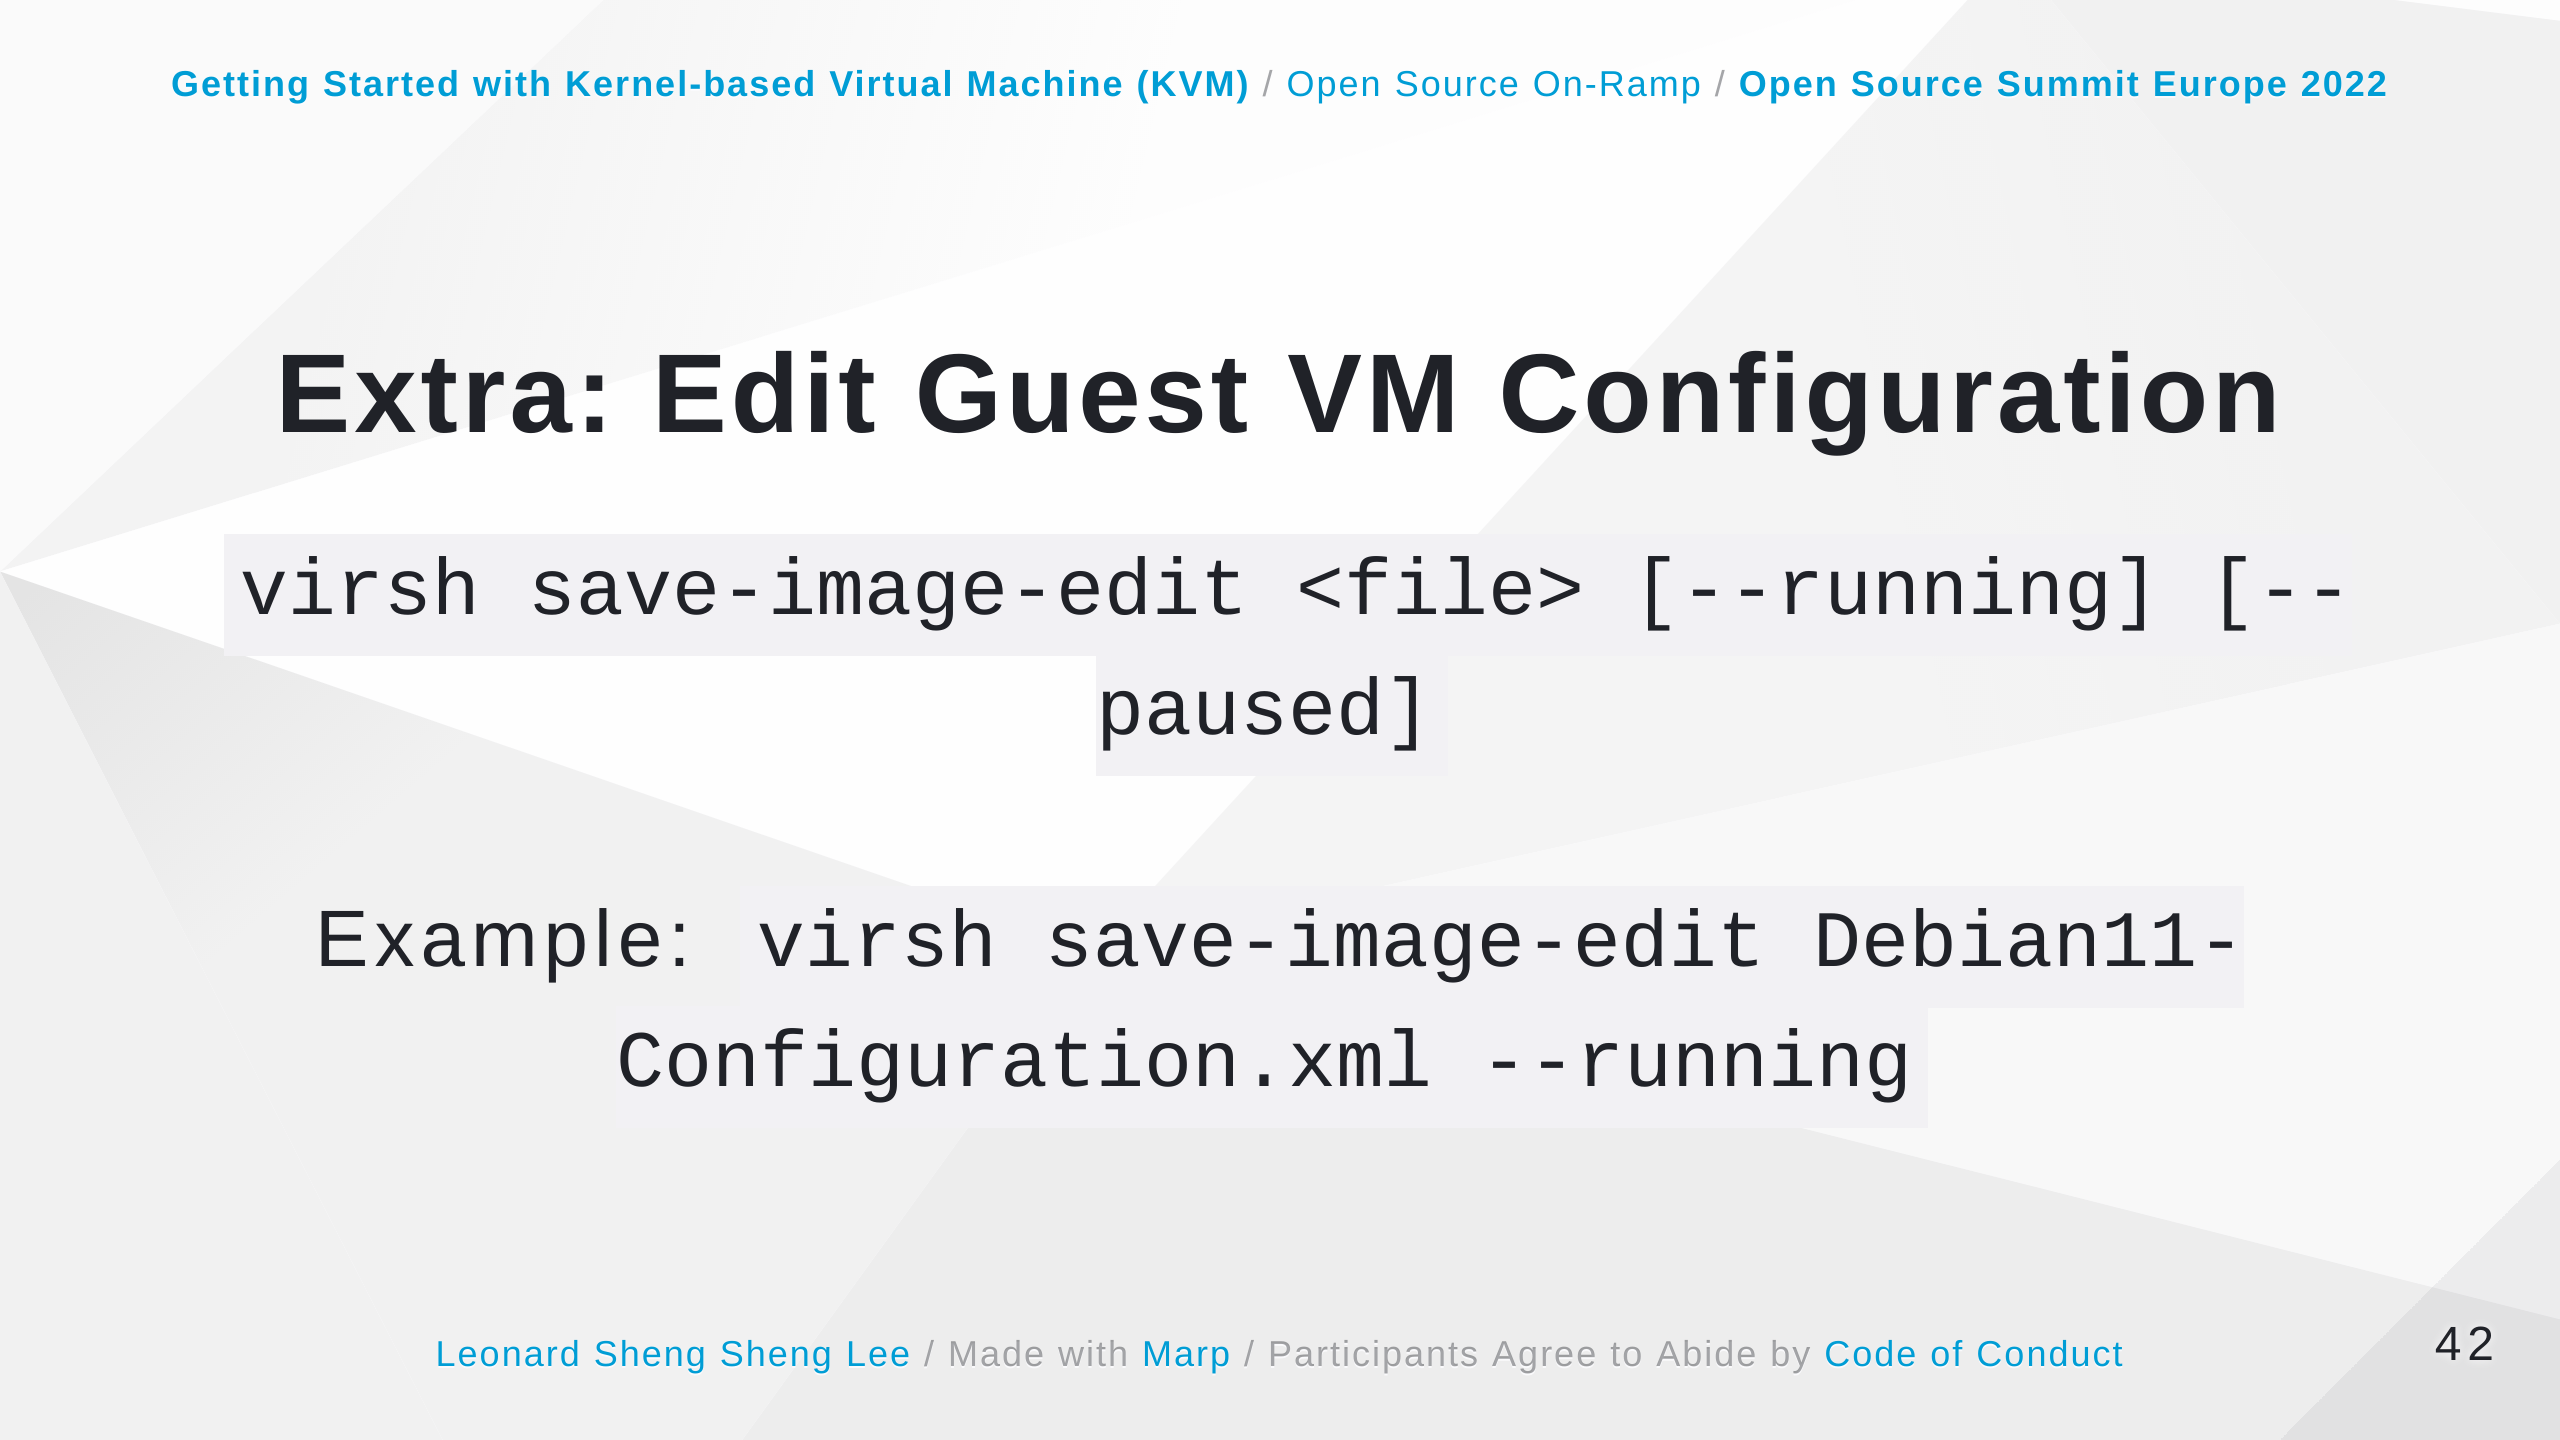 Getting Started with Kernel-based Virtual Machine (KVM) / Open Source On-Ramp / Open Source Summit Europe 2022
Extra: Edit Guest VM Configuration
virsh save-image-edit <file> [--running] [--
paused]
Example: virsh save-image-edit Debian11-
Configuration.xml --running
Leonard Sheng Sheng Lee / Made with Marp / Participants Agree to Abide by Code of Conduct
42